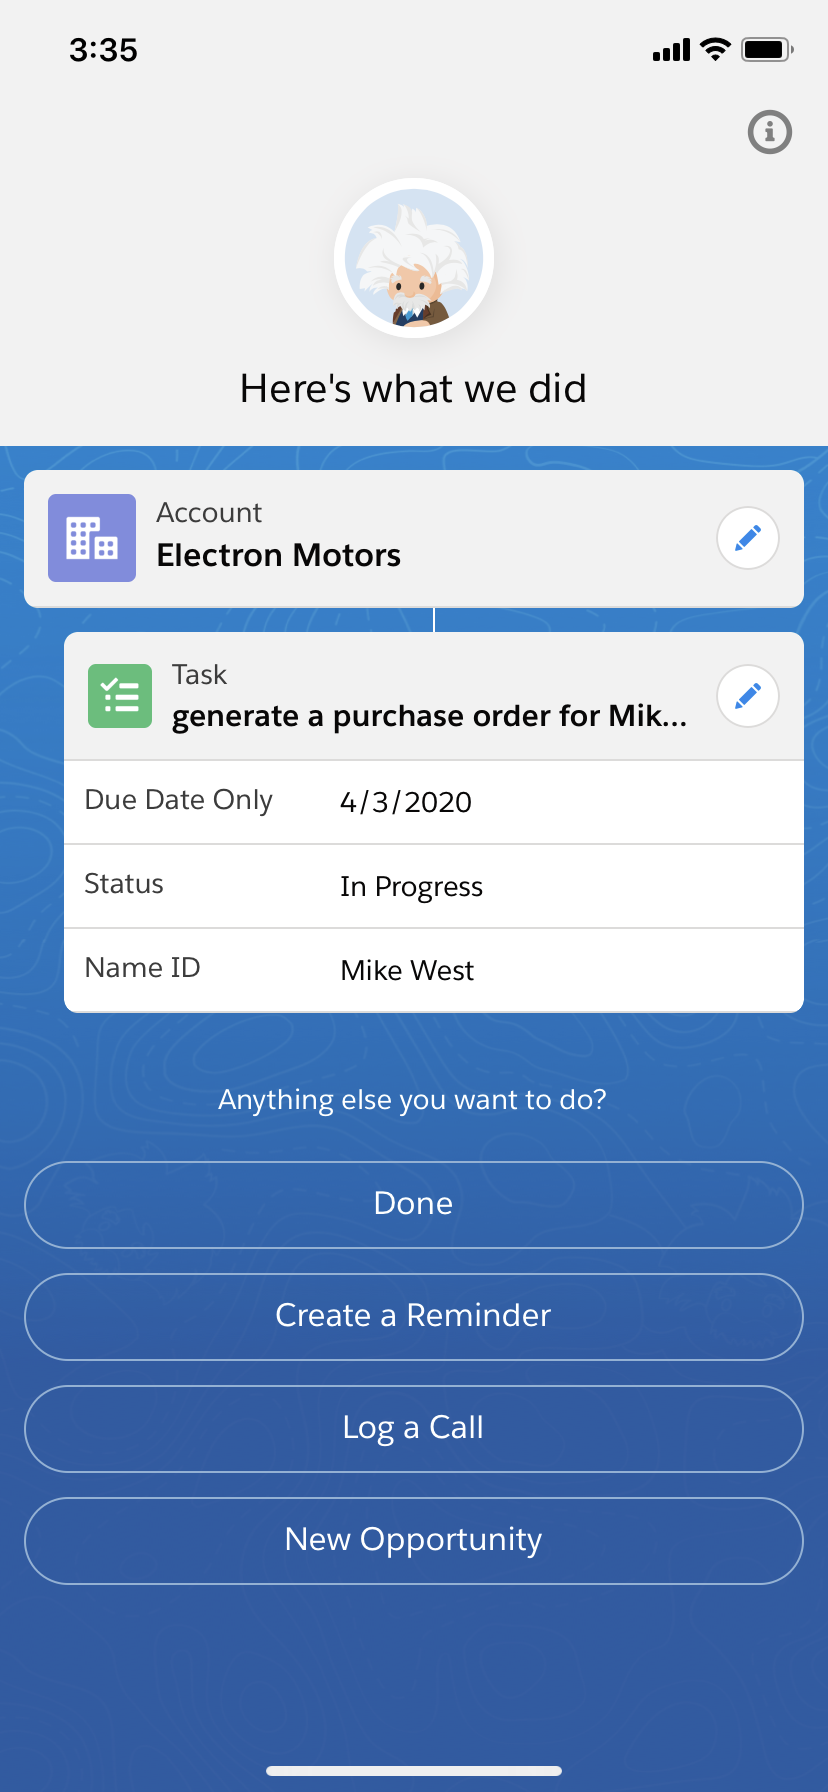 3:35
Here's what we did
Account
Electron Motors
Task
generate a purchase order for Mik...
Due Date Only 4/3/2020
Status In Progress
Name ID Mike West
Anything else you want to do?
Done
Create a Reminder
Log a Call
New Opportunity